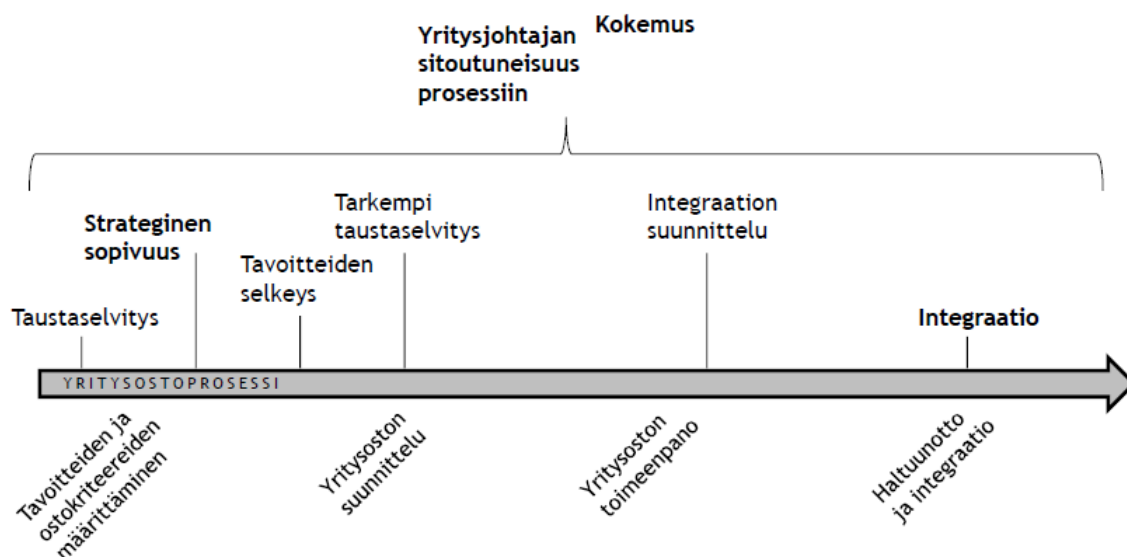 Kokemus
Yritysjohtajan
sitoutuneisuus
prosessiin
Strateginen
sopivuus
Tarkempi
taustaselvitys
Integraation
suunnittelu
Tavoitteiden
selkeys
Taustaselvitys
Integraatio
YRITYSOSTOPROSESSI
Tavoitteiden ja
ostokriteereiden
määrittäminen
Yritysoston
suunnittelu
Yritysoston
toimeenpano
Haltuunotto
ja integraatio